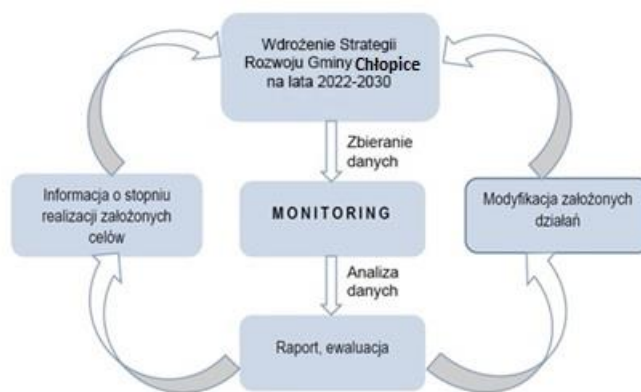 Wdrożenie Strategii
Rozwoju Gminy Chłopice
na lata 2022-2030
Zbieranie
danych
Informacja o stopniu
realizacji założonych
celów
MONITORING
Modyfikacja założonych
działań
Analiza
danych
Raport, ewaluacja